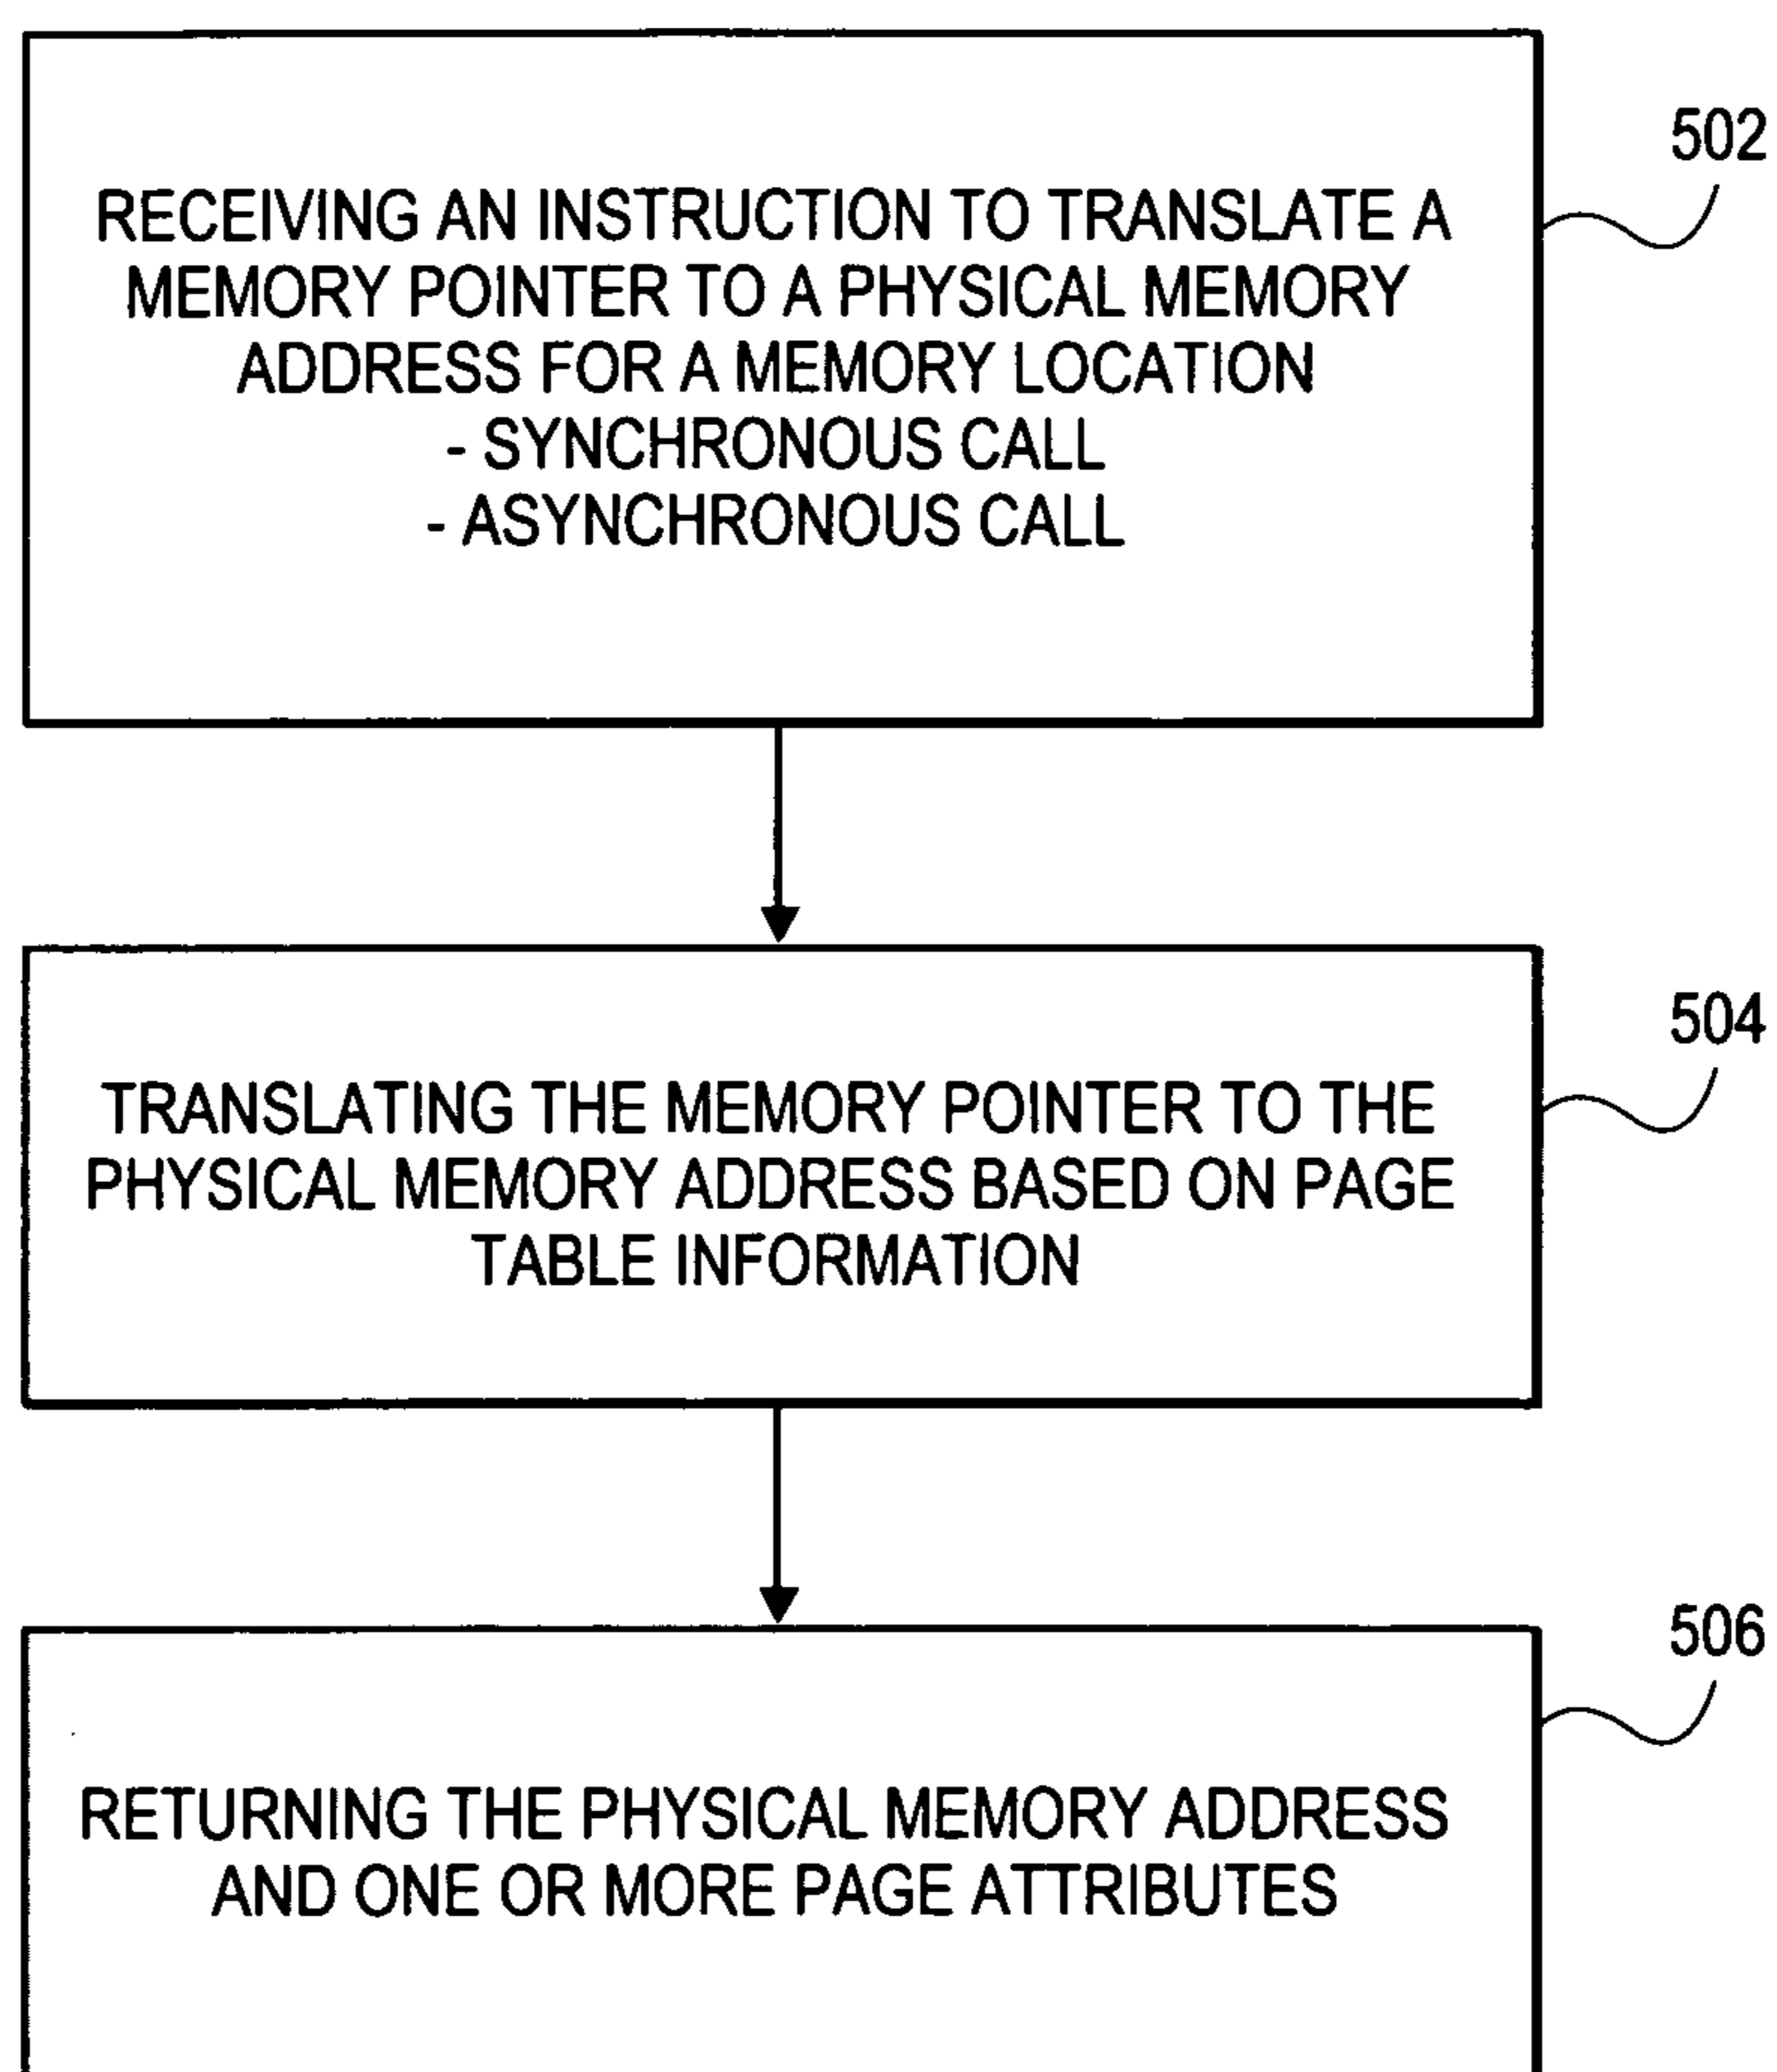 502
RECEIVING AN INSTRUCTION TO TRANSLATE A
MEMORY POINTER TO A PHYSICAL MEMORY
ADDRESS FOR A MEMORY LOCATION
- SYNCHRONOUS CALL
- ASYNCHRONOUS CALL
504
TRANSLATING THE MEMORY POINTER TO THE
PHYSICAL MEMORY ADDRESS BASED ON PAGE
TABLE INFORMATION
506
RETURNING THE PHYSICAL MEMORY ADDRESS
AND ONE OR MORE PAGE ATTRIBUTES